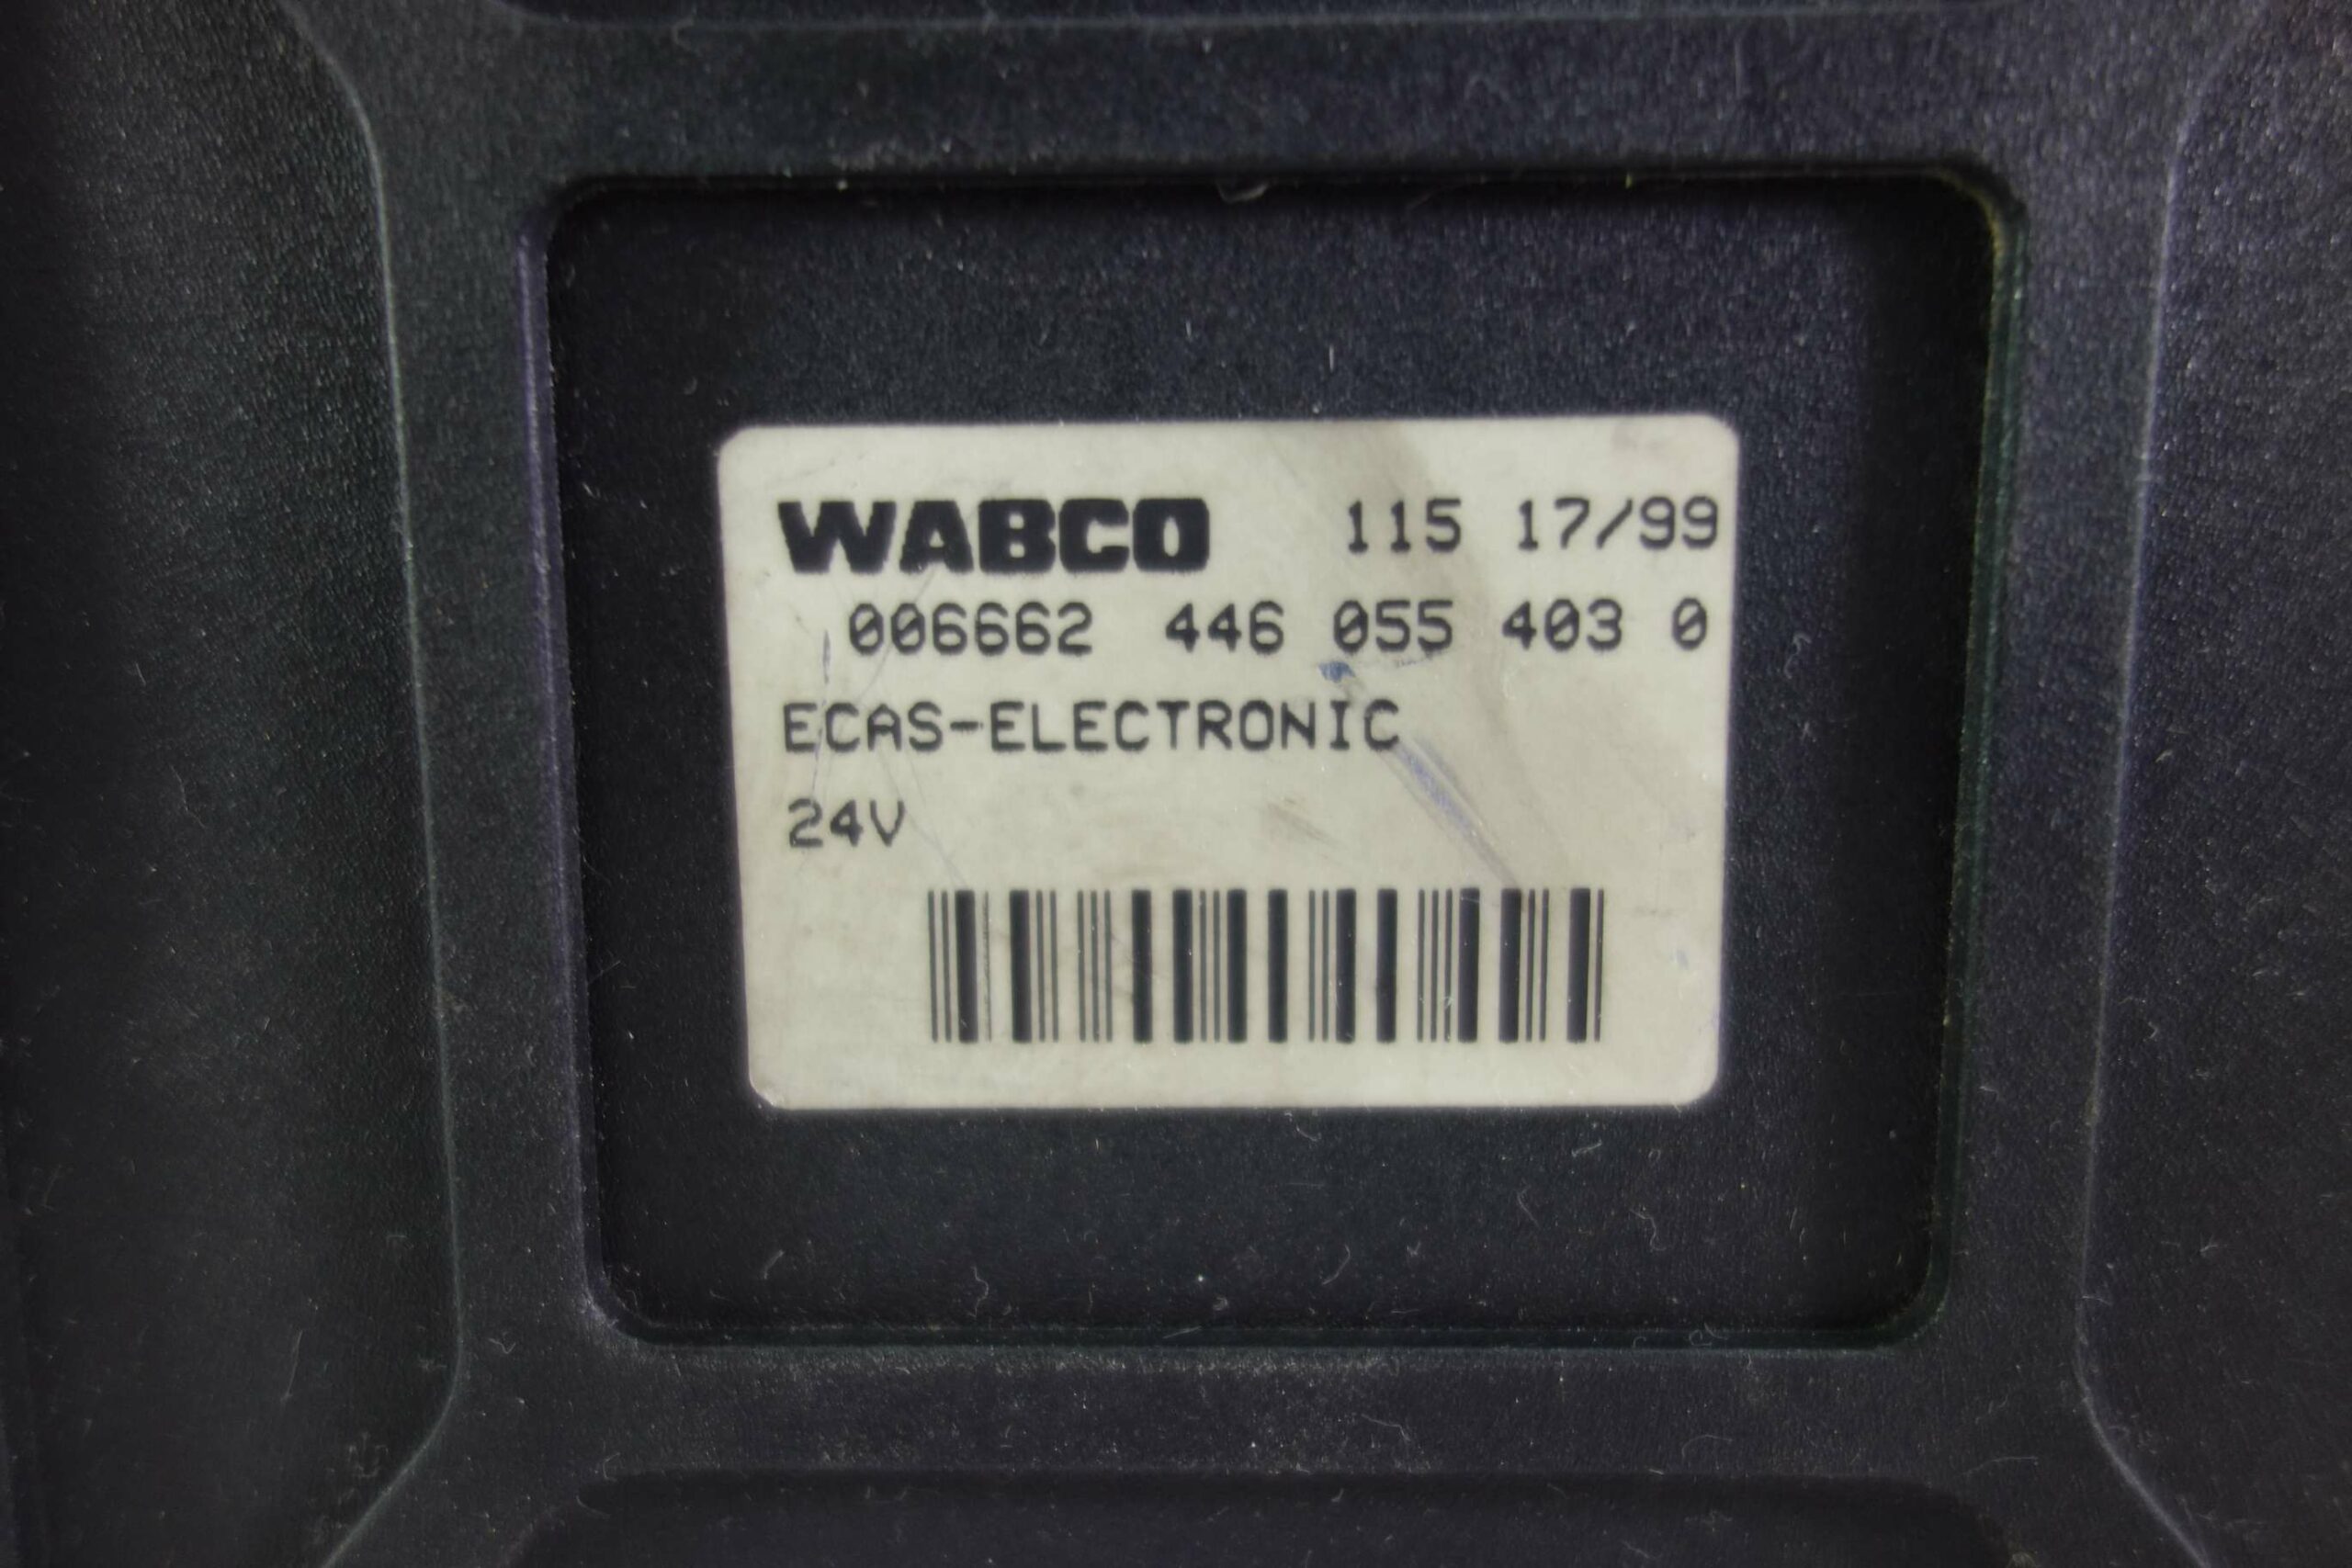 WABCO 115 17/99
006662 446 055 403 0
ECAS-ELECTRONIC
24V